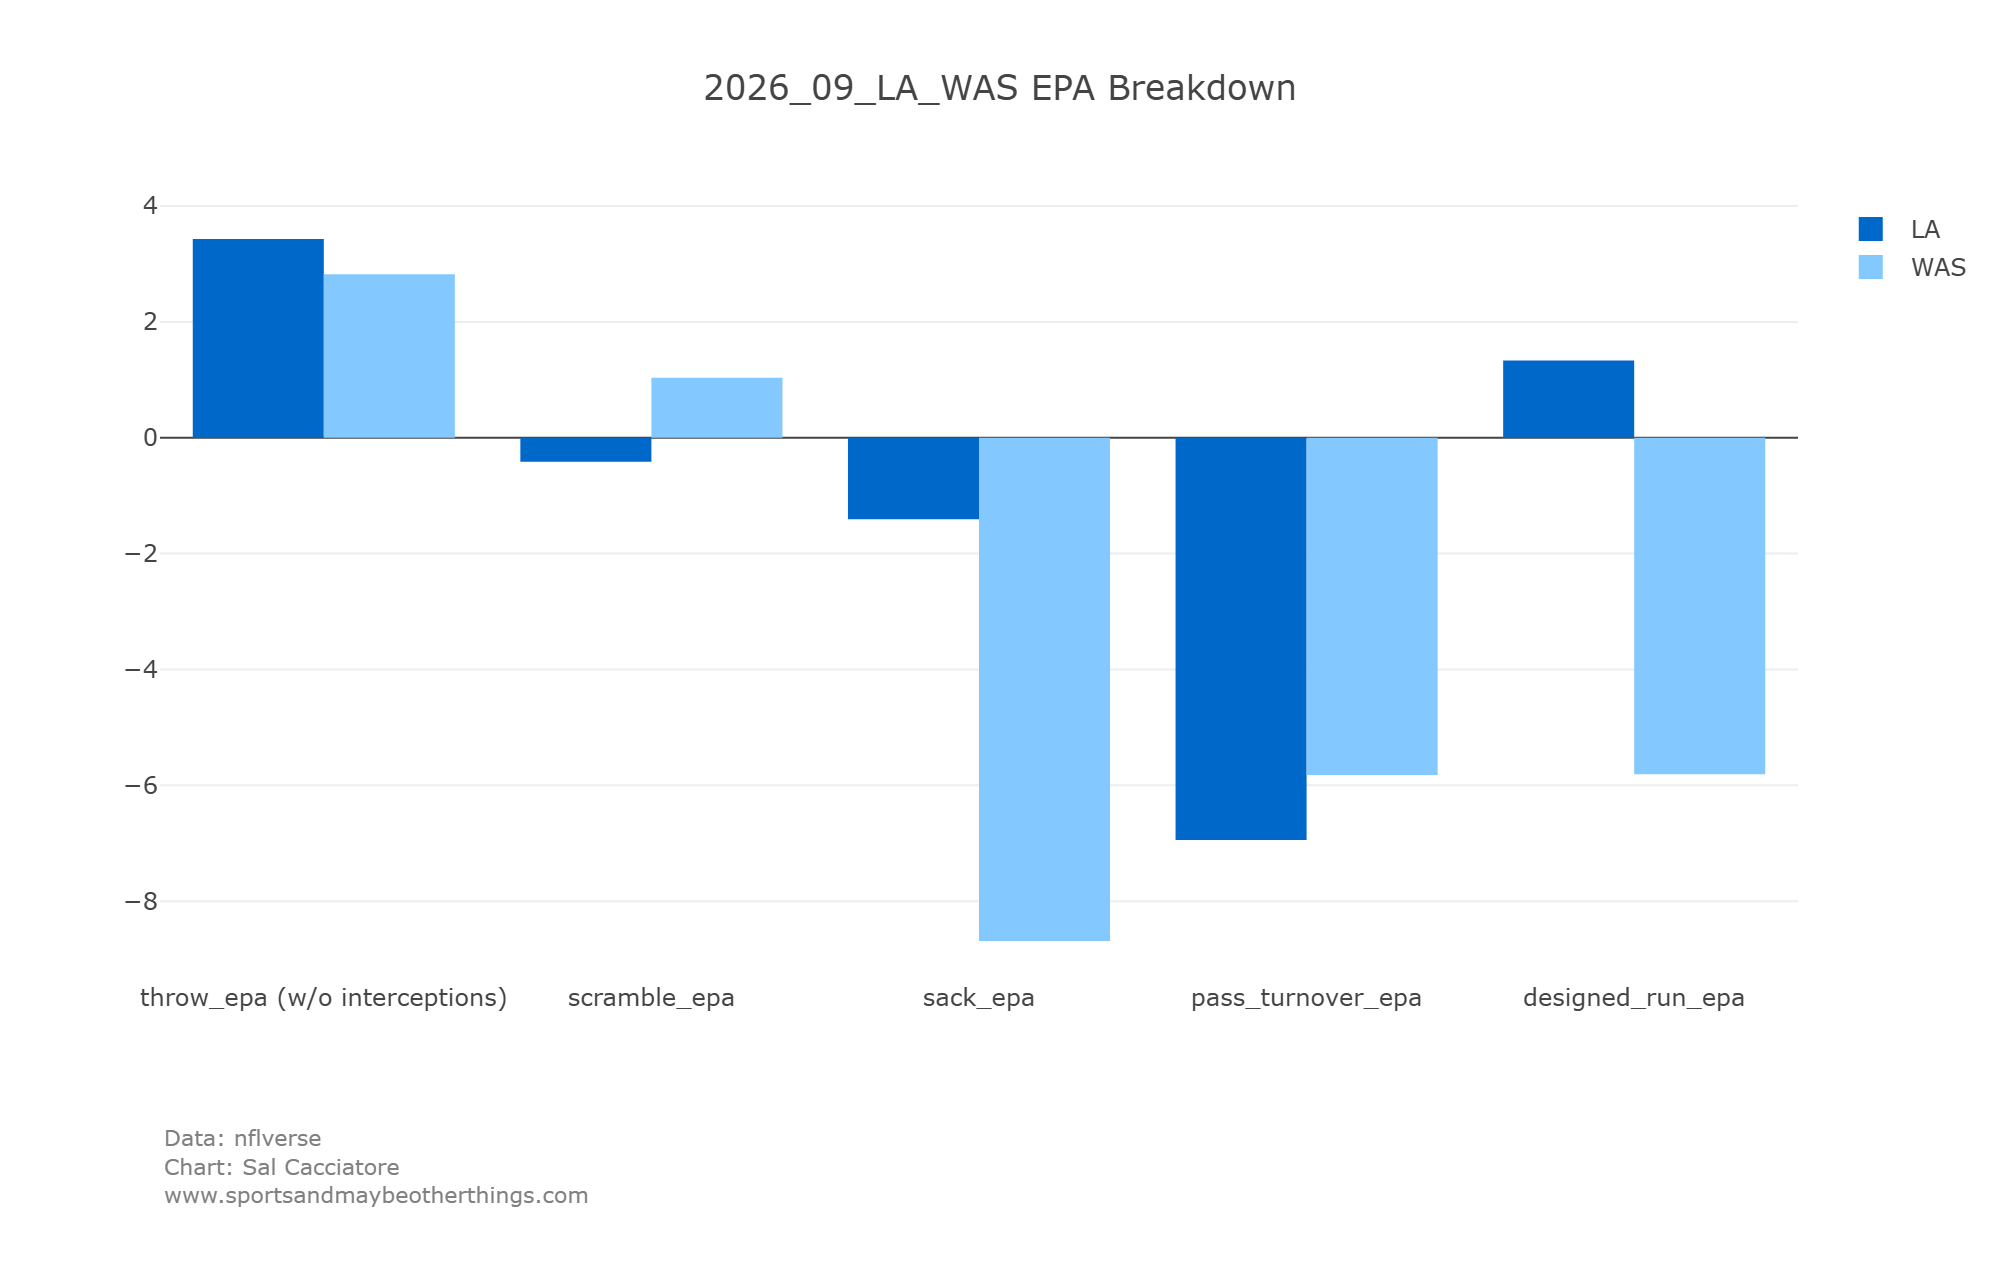 2026_09_LA_WAS EPA Breakdown
4
2
0
−2
−4
−6
−8
LA
WAS
throw_epa (w/o interceptions)
scramble_epa
sack_epa
pass_turnover_epa
designed_run_epa
Data: nflverse
Chart: Sal Cacciatore
www.sportsandmaybeotherthings.com